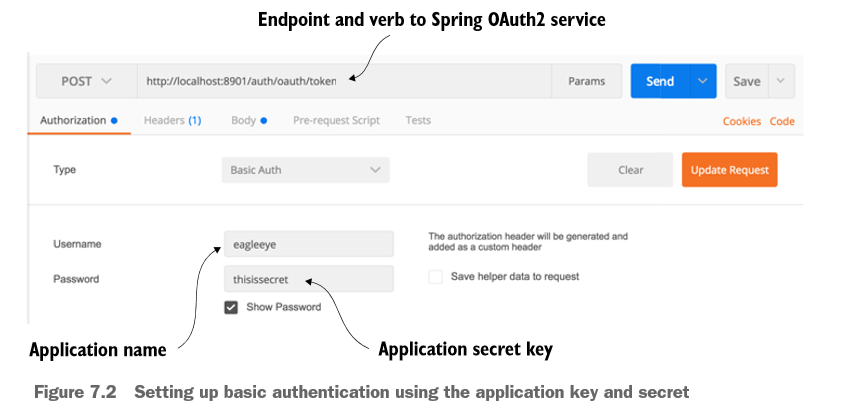 Endpoint and verb to Spring OAuth2 service
POST http://localhost:8901/auth/oauth/token Params Send Save
Authorization Headers (1) Body Pre-request Script Tests Cookies Code
Type Basic Auth Clear Update Request
Username eagleeye The authorization header will be generated and
added as a custom header
Password thisissecret Save helper data to request
Show Password
Application name Application secret key
Figure 7.2 Setting up basic authentication using the application key and secret